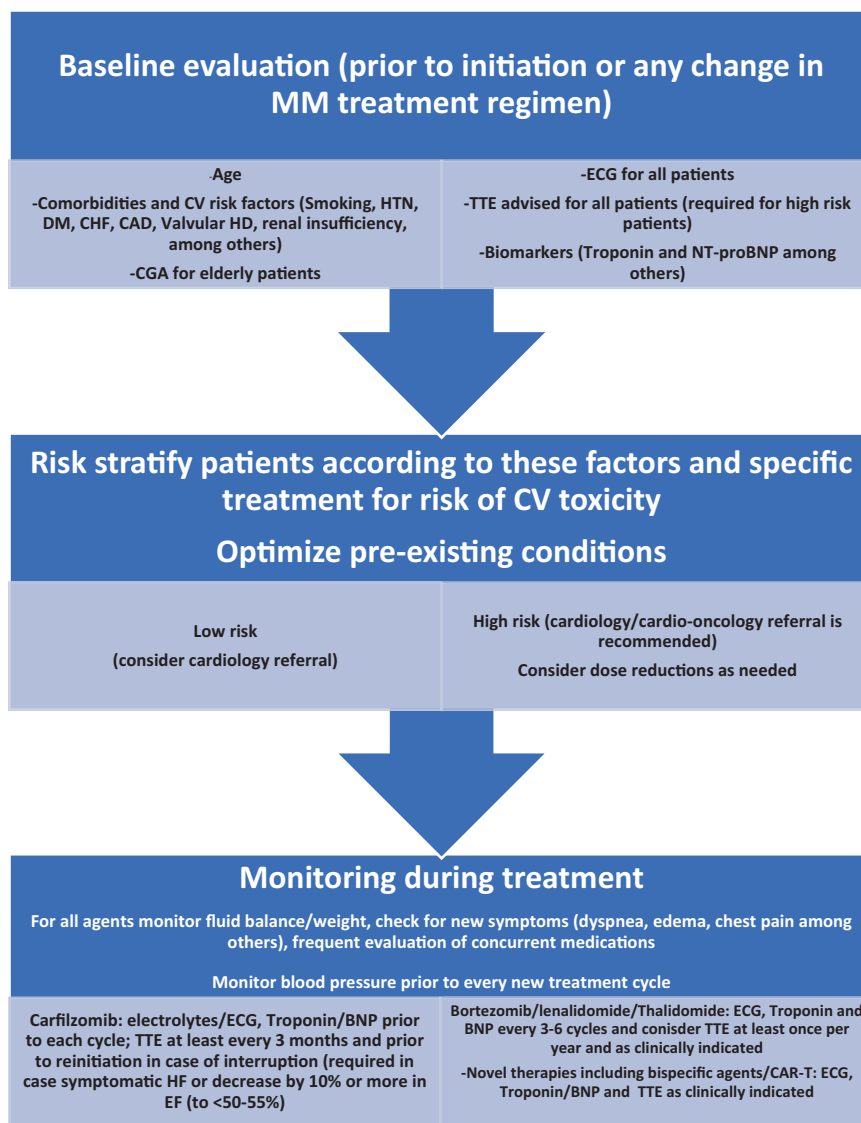 Baseline evaluation (prior to initiation or any change in
MM treatment regimen)
-Age
-Comorbidities and CV risk factors (Smoking, HTN,
DM, CHF, CAD, Valvular HD, renal insufficiency,
among others)
-CGA for elderly patients
-ECG for all patients
-TTE advised for all patients (required for high risk
patients)
-Biomarkers (Troponin and NT-proBNP among
others)
Risk stratify patients according to these factors and specific
treatment for risk of CV toxicity
Optimize pre-existing conditions
Low risk
(consider cardiology referral)
High risk (cardiology/cardio-oncology referral is
recommended)
Consider dose reductions as needed
Monitoring during treatment
For all agents monitor fluid balance/weight, check for new symptoms (dyspnea, edema, chest pain among
others), frequent evaluation of concurrent medications
Monitor blood pressure prior to every new treatment cycle
Carfilzomib: electrolytes/ECG, Troponin/BNP prior
to each cycle; TTE at least every 3 months and prior
to reinitiation in case of interruption (required in
case symptomatic HF or decrease by 10% or more in
EF (to <50-55%)
Bortezomib/lenalidomide/Thalidomide: ECG, Troponin and
BNP every 3-6 cycles and conisder TTE at least once per
year and as clinically indicated
-Novel therapies including bispecific agents/CAR-T: ECG,
Troponin/BNP and TTE as clinically indicated